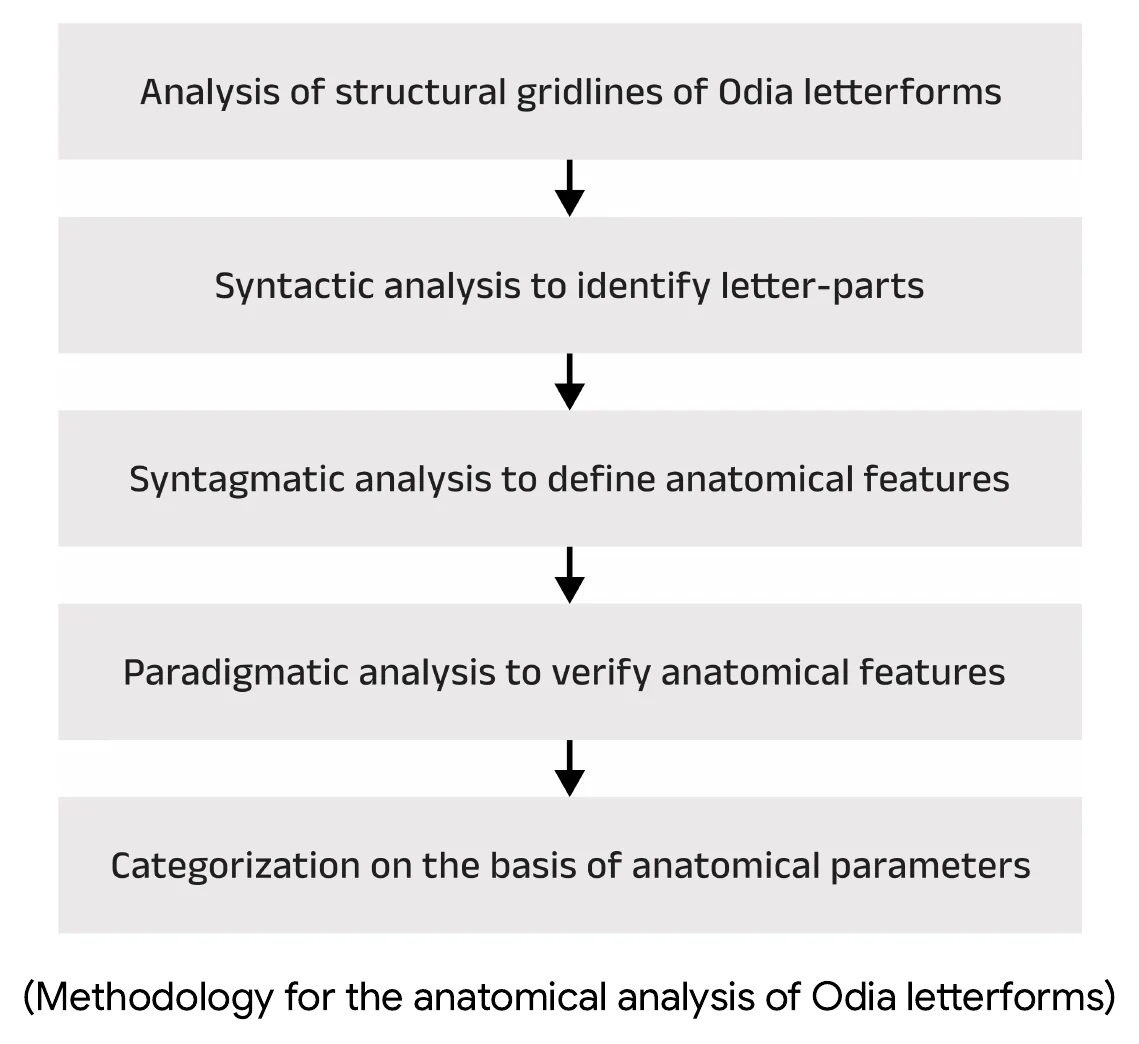 Analysis of structural gridlines of Odia letterforms
Syntactic analysis to identify letter-parts
Syntagmatic analysis to define anatomical features
Paradigmatic analysis to verify anatomical features
Categorization on the basis of anatomical parameters
(Methodology for the anatomical analysis of Odia letterforms)